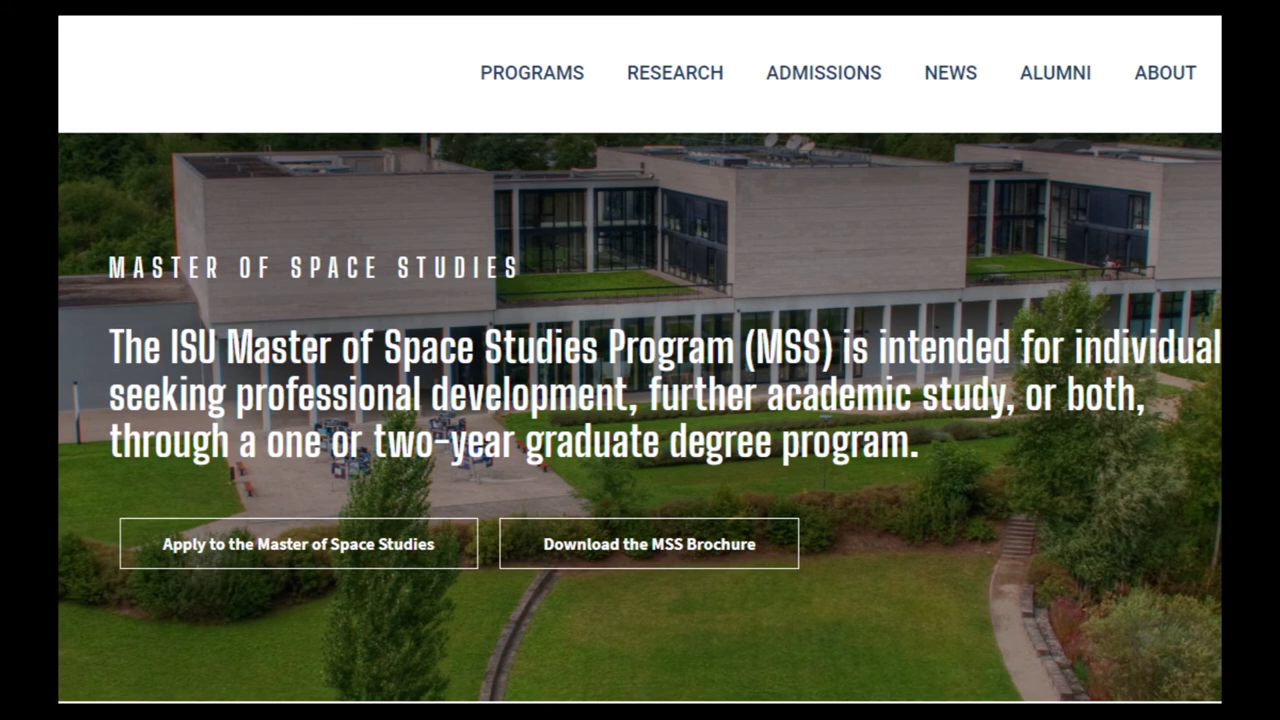 PROGRAMS RESEARCH ADMISSIONS NEWS ALUMNI ABOUT
MASTER OF SPACE STUDIES
The ISU Master of Space Studies Program (MSS) is intended for individual
seeking professional development, further academic study, or both,
through a one or two-year graduate degree program.
Apply to the Master of Space Studies Download the MSS Brochure